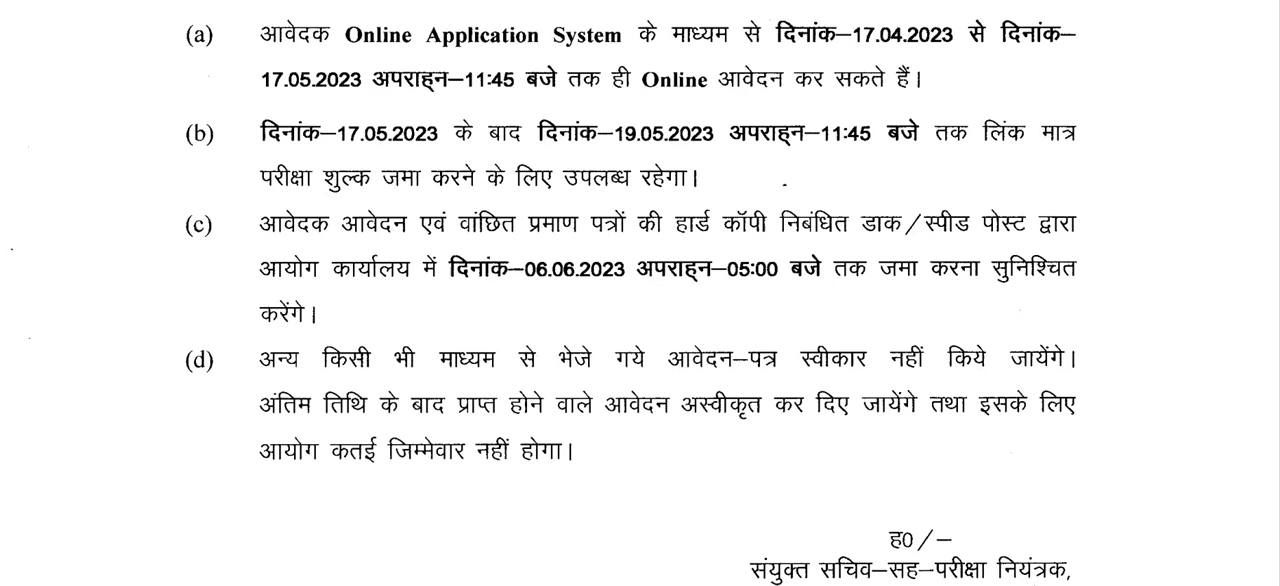 (a) आवेदक Online Application System के माध्यम से दिनांक–17.04.2023 से दिनांक–
17.05.2023 अपराह्न–11:45 बजे तक ही Online आवेदन कर सकते हैं।
(b) दिनांक–17.05.2023 के बाद दिनांक–19.05.2023 अपराह्न–11:45 बजे तक लिंक मात्र
परीक्षा शुल्क जमा करने के लिए उपलब्ध रहेगा।
(c) आवेदक आवेदन एवं वांछित प्रमाण पत्रों की हार्ड कॉपी निबंधित डाक/स्पीड पोस्ट द्वारा
आयोग कार्यालय में दिनांक–06.06.2023 अपराह्न–05:00 बजे तक जमा करना सुनिश्चित
करेंगे।
(d) अन्य किसी भी माध्यम से भेजे गये आवेदन–पत्र स्वीकार नहीं किये जायेंगे।
अंतिम तिथि के बाद प्राप्त होने वाले आवेदन अस्वीकृत कर दिए जायेंगे तथा इसके लिए
आयोग कतई जिम्मेवार नहीं होगा।
ह0/–
संयुक्त सचिव–सह–परीक्षा नियंत्रक,